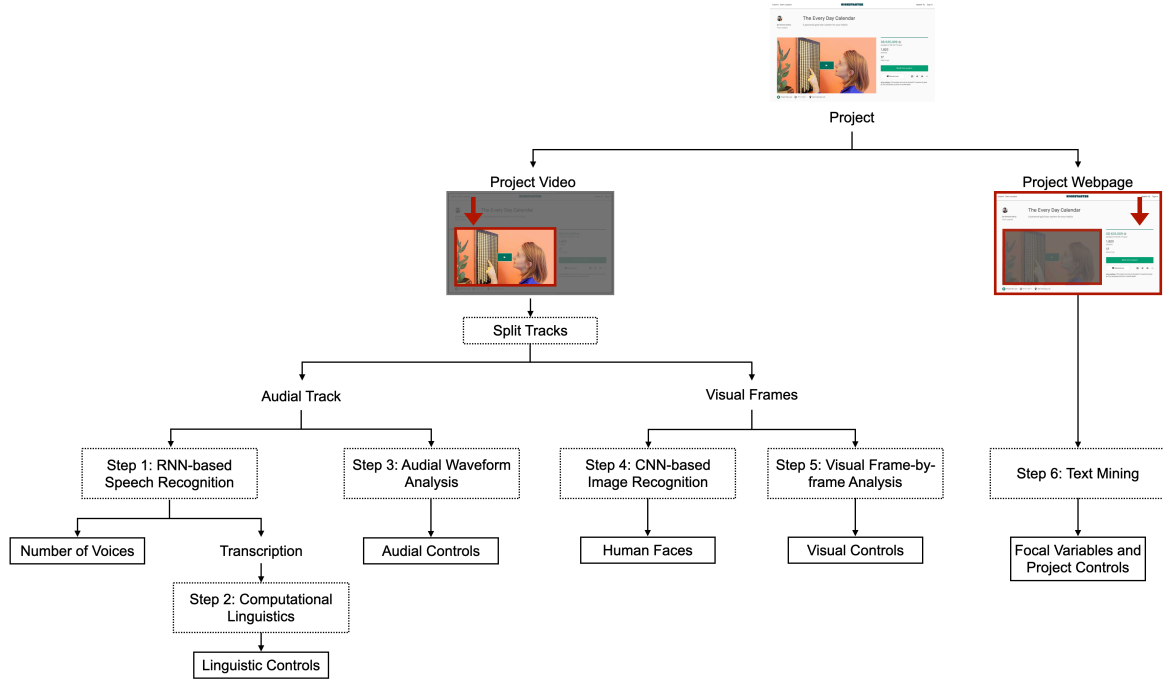 KICKSTARTER
The Every Day Calendar
Project
Project Video
Project Webpage
KICKSTARTER
The Every Day Calendar
The Every Day Calendar
Split Tracks
Audial Track
Visual Frames
Step 1: RNN-based
Speech Recognition
Step 3: Audial Waveform
Analysis
Step 4: CNN-based
Image Recognition
Step 5: Visual Frame-by-
frame Analysis
Step 6: Text Mining
Number of Voices
Transcription
Audial Controls
Human Faces
Visual Controls
Focal Variables and
Project Controls
Step 2: Computational
Linguistics
Linguistic Controls